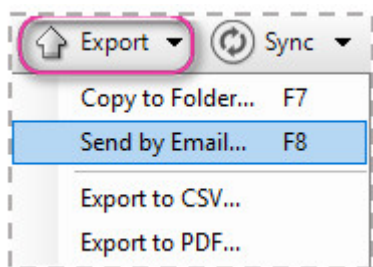 Export Sync
Copy to Folder... F7
Send by Email... F8
Export to CSV...
Export to PDF...